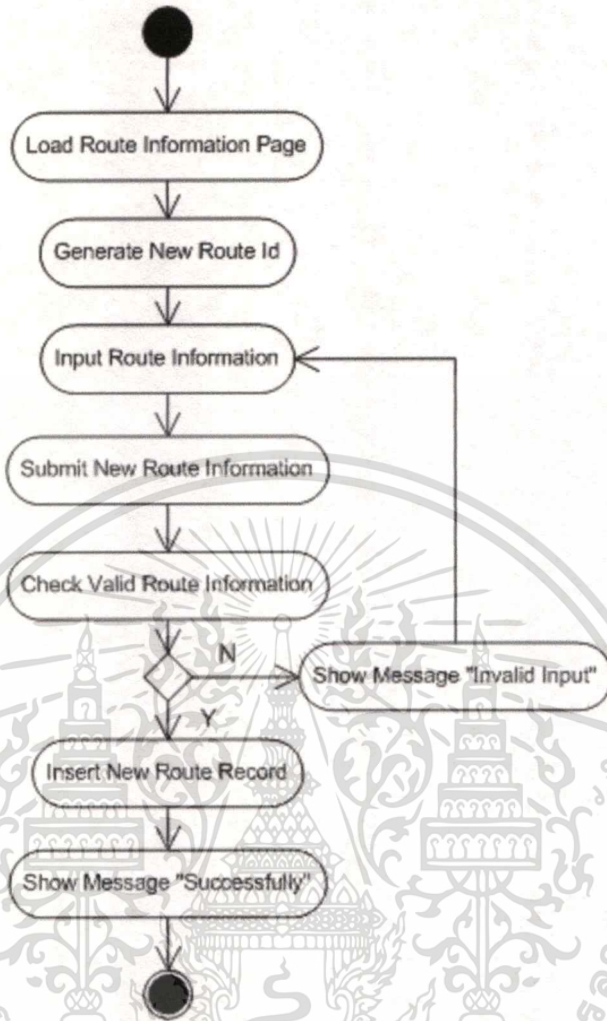 Load Route Information Page
Generate New Route Id
Input Route Information
Submit New Route Information
Check Valid Route Information
N
Show Message "Invalid Input"
Y
Insert New Route Record
Show Message "Successfully"